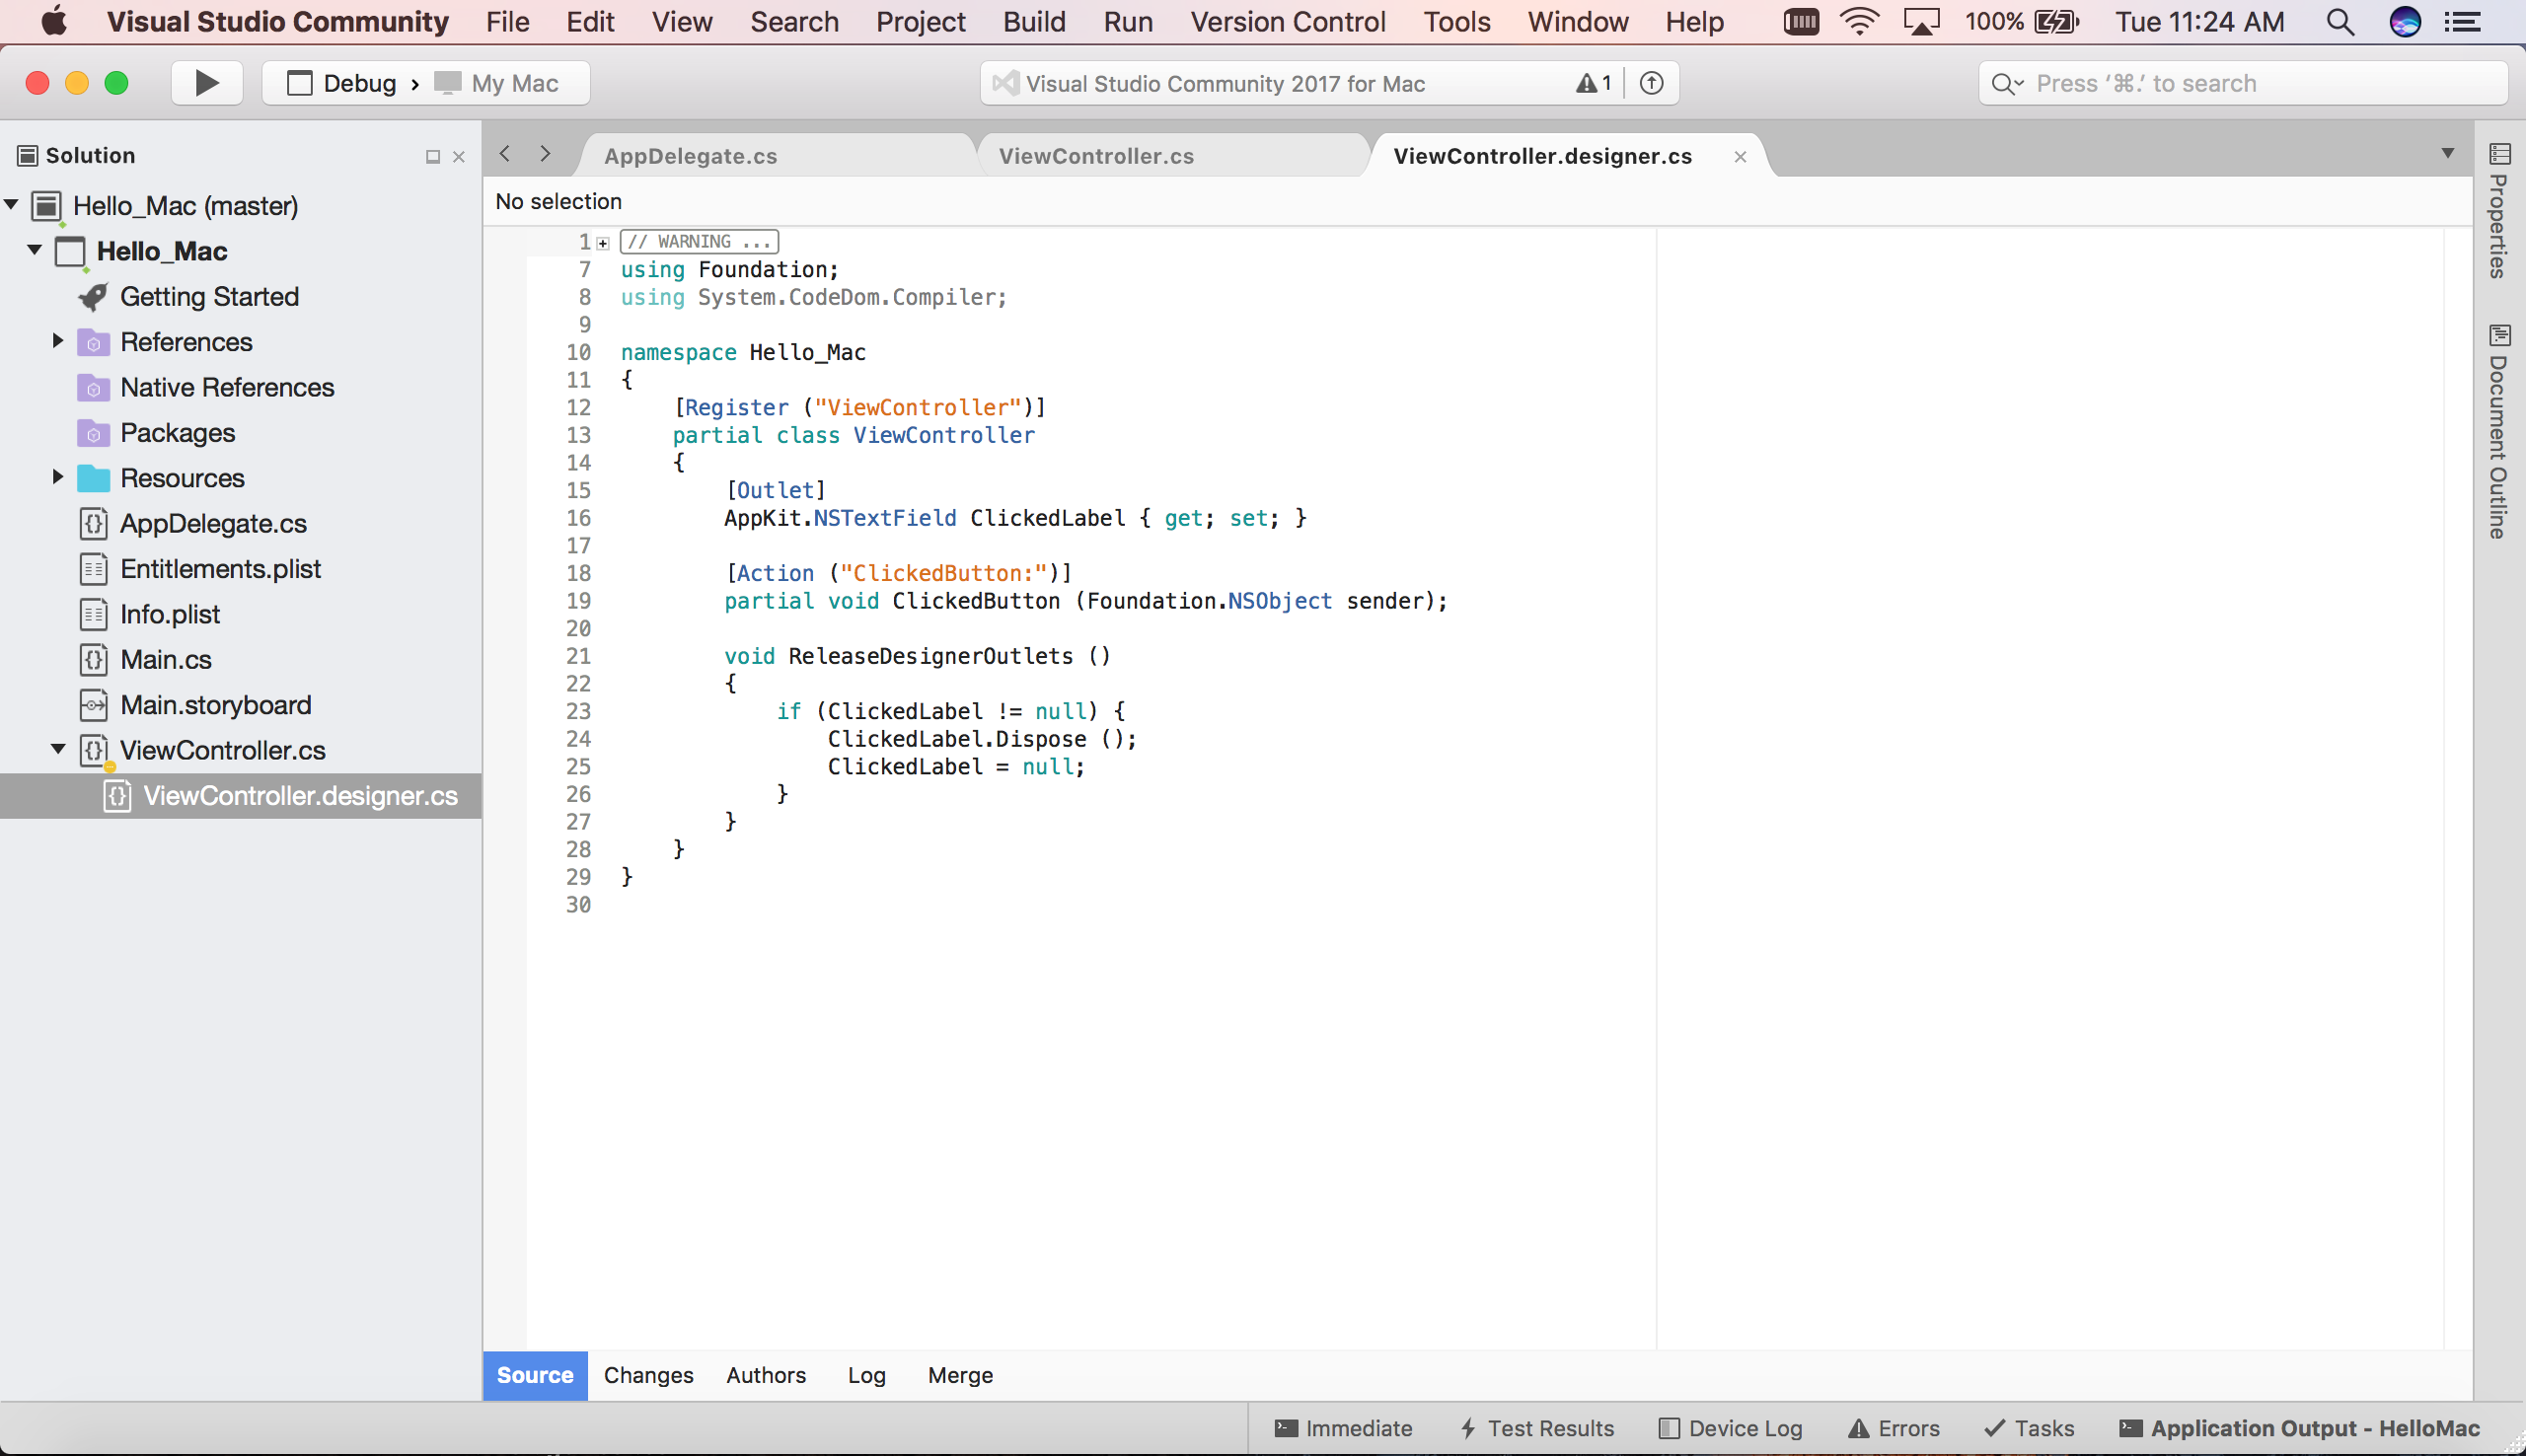 Visual Studio Community File Edit View Search Project Build Run Version Control Tools Window Help 100% Tue 11:24 AM
Debug › My Mac
Visual Studio Community 2017 for Mac 1
Press ‘⌘.’ to search
Solution
Hello_Mac (master)
Hello_Mac
Getting Started
References
Native References
Packages
Resources
AppDelegate.cs
Entitlements.plist
Info.plist
Main.cs
Main.storyboard
ViewController.cs
ViewController.designer.cs
AppDelegate.cs ViewController.cs ViewController.designer.cs
No selection
1 // WARNING ...
7 using Foundation;
8 using System.CodeDom.Compiler;
9
10 namespace Hello_Mac
11 {
12 [Register ("ViewController")]
13 partial class ViewController
14 {
15 [Outlet]
16 AppKit.NSTextField ClickedLabel { get; set; }
17
18 [Action ("ClickedButton:")]
19 partial void ClickedButton (Foundation.NSObject sender);
20
21 void ReleaseDesignerOutlets ()
22 {
23 if (ClickedLabel != null) {
24 ClickedLabel.Dispose ();
25 ClickedLabel = null;
26 }
27 }
28 }
29 }
30
Source Changes Authors Log Merge
Properties
Document Outline
Immediate Test Results Device Log Errors Tasks Application Output - HelloMac